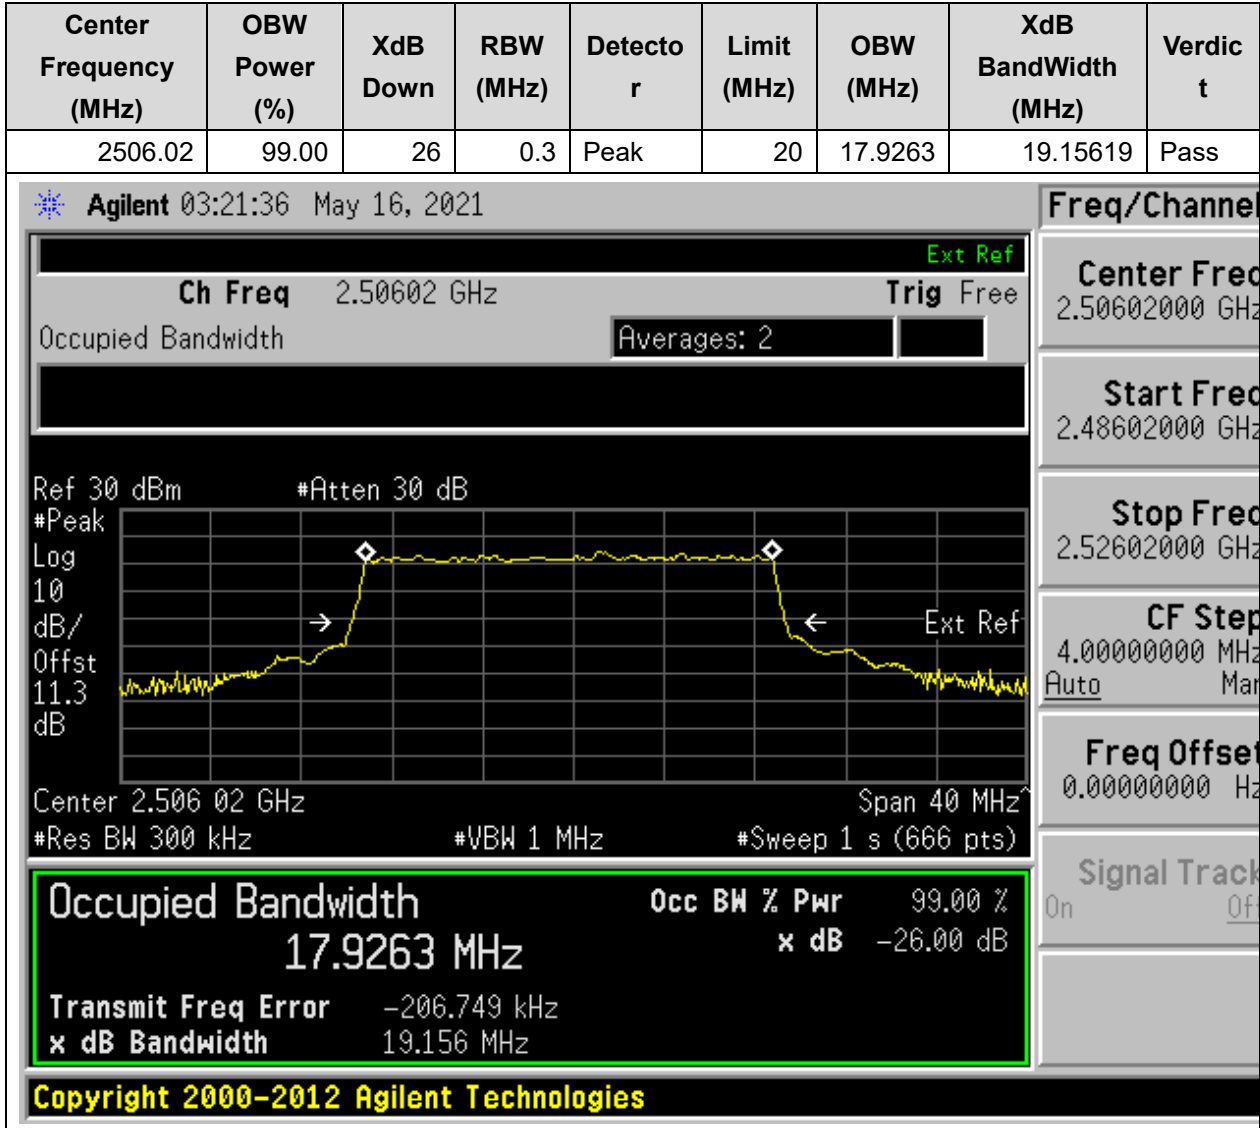 Center Frequency (MHz) OBW Power (%) XdB Down RBW (MHz) Detector Limit (MHz) OBW (MHz) XdB BandWidth (MHz) Verdict
2506.02 99.00 26 0.3 Peak 20 17.9263 19.15619 Pass
Agilent 03:21:36 May 16, 2021
Freq/Channel
Ext Ref
Ch Freq 2.50602 GHz Trig Free
Occupied Bandwidth Averages: 2
Center Freq
2.50602000 GHz
Start Freq
2.48602000 GHz
Stop Freq
2.52602000 GHz
CF Step
4.00000000 MHz
Auto Man
Freq Offset
0.00000000 Hz
Signal Track
On Off
Ref 30 dBm #Atten 30 dB
#Peak
Log
10
dB/
Offst
11.3
dB
Ext Ref
Center 2.506 02 GHz Span 40 MHz^
#Res BW 300 kHz #VBW 1 MHz #Sweep 1 s (666 pts)
Occupied Bandwidth Occ BW % Pwr 99.00 %
17.9263 MHz x dB -26.00 dB
Transmit Freq Error -206.749 kHz
x dB Bandwidth 19.156 MHz
Copyright 2000-2012 Agilent Technologies